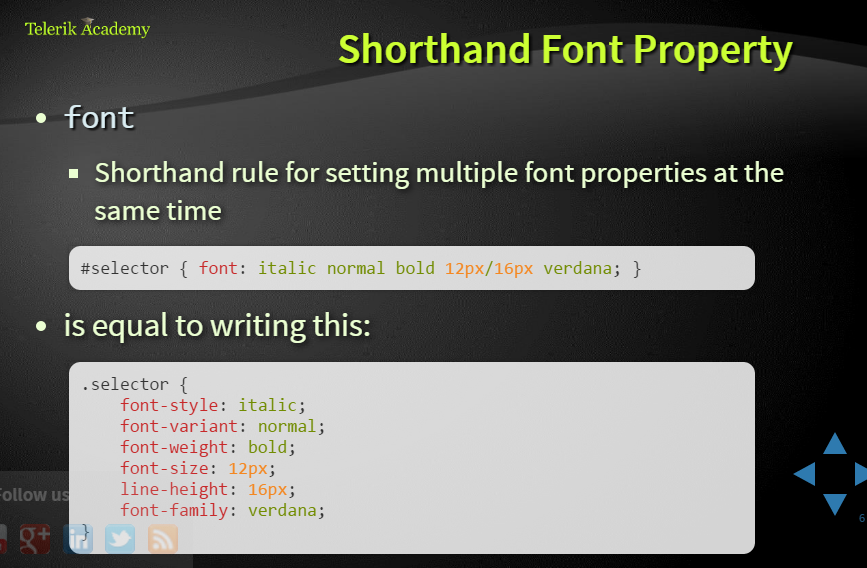 Telerik Academy
Shorthand Font Property
• font
▪ Shorthand rule for setting multiple font properties at the
same time
#selector { font: italic normal bold 12px/16px verdana; }
• is equal to writing this:
.selector {
font-style: italic;
font-variant: normal;
font-weight: bold;
font-size: 12px;
line-height: 16px;
font-family: verdana;
}
Follow us
g+ in
6